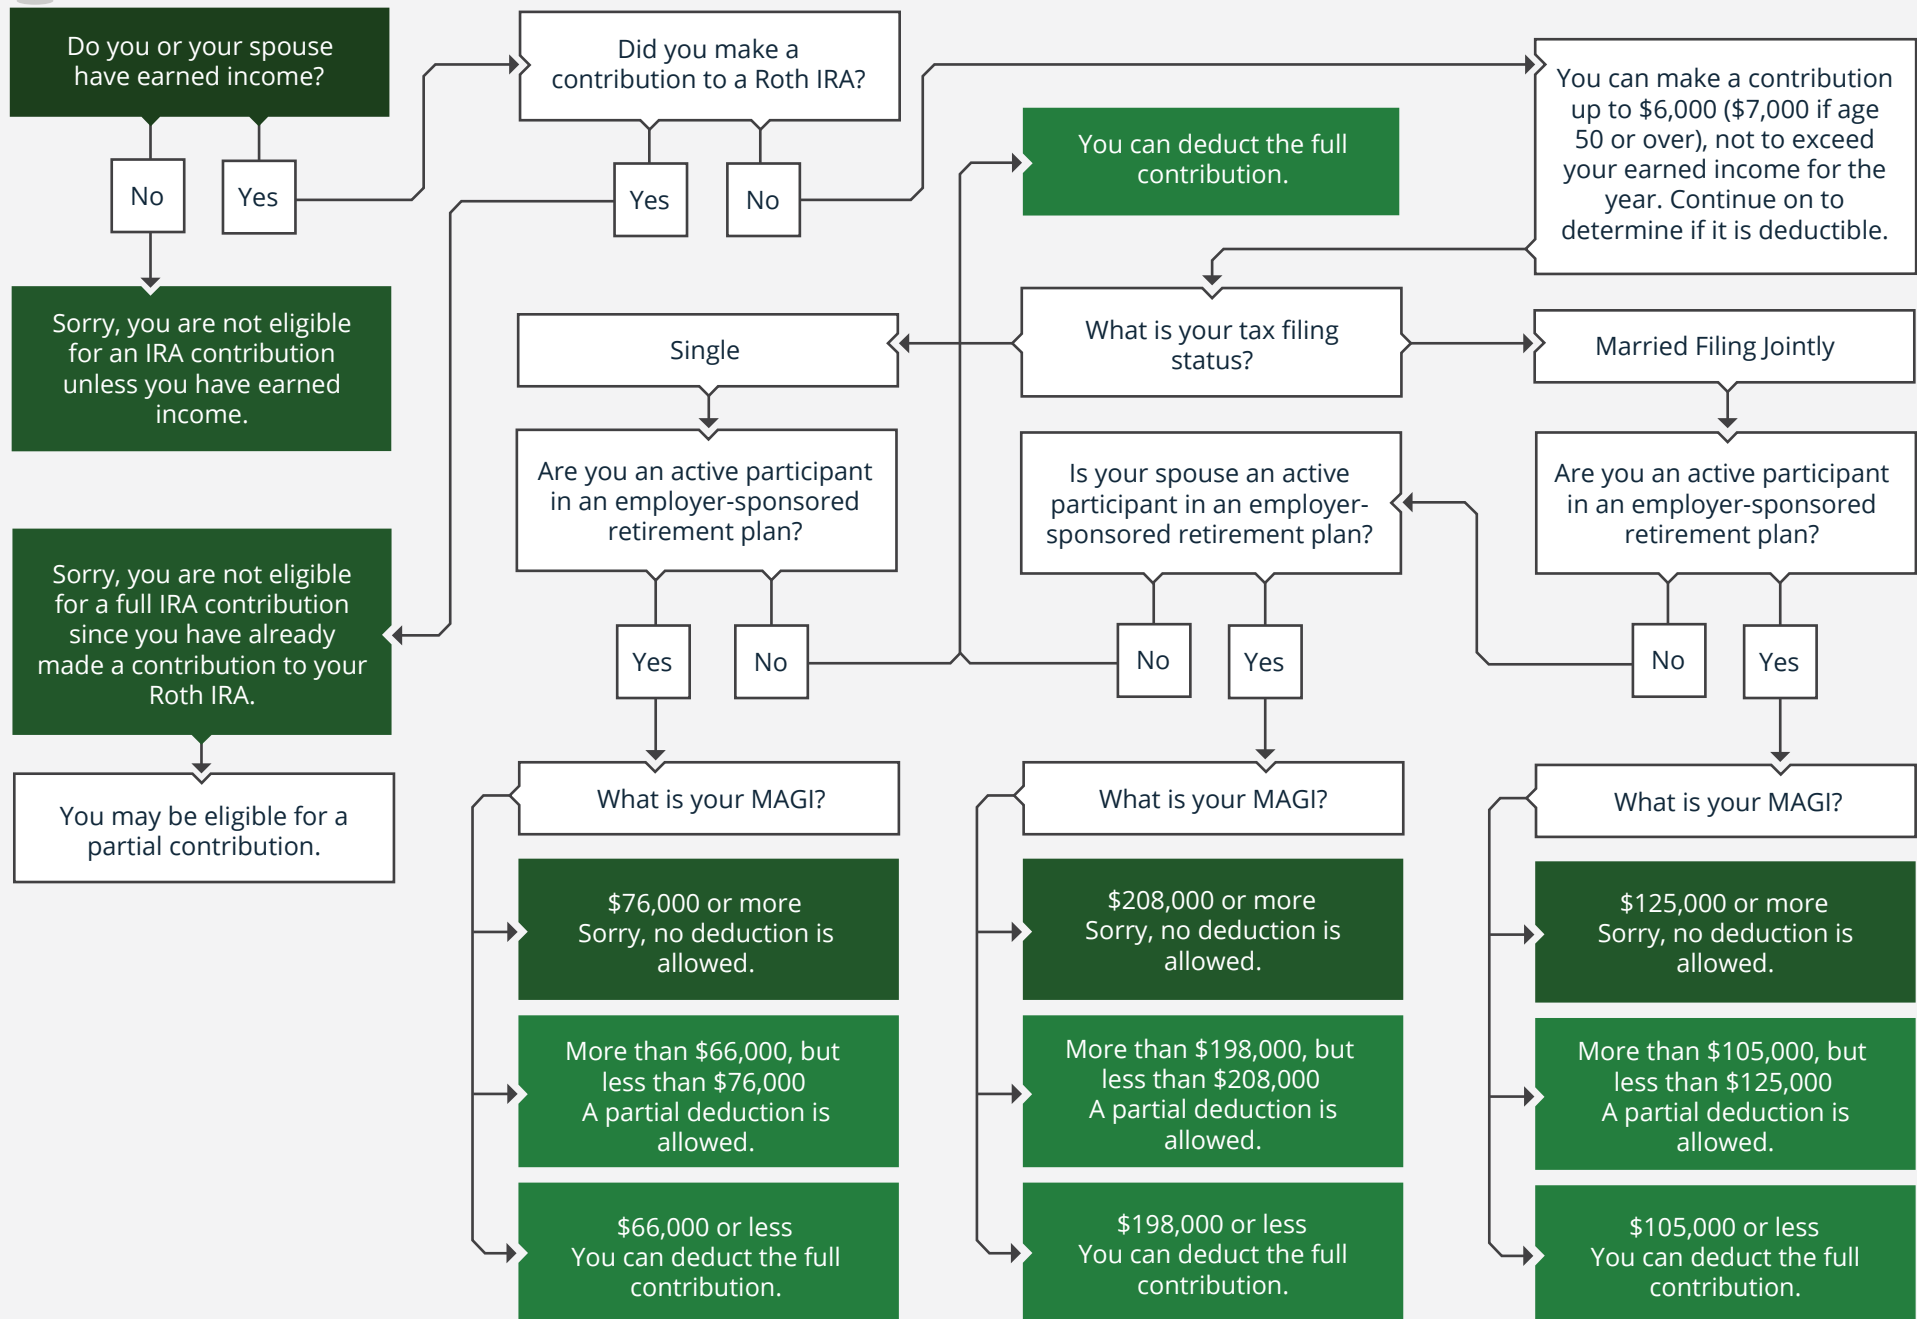 Do you or your spouse
have earned income?
No
Yes
Sorry, you are not eligible
for an IRA contribution
unless you have earned
income.
Did you make a
contribution to a Roth IRA?
Yes
No
Sorry, you are not eligible
for a full IRA contribution
since you have already
made a contribution to your
Roth IRA.
You may be eligible for a
partial contribution.
You can make a contribution
up to $6,000 ($7,000 if age
50 or over), not to exceed
your earned income for the
year. Continue on to
determine if it is deductible.
You can deduct the full
contribution.
What is your tax filing
status?
Single
Married Filing Jointly
Are you an active participant
in an employer-sponsored
retirement plan?
Yes
No
Is your spouse an active
participant in an employer-
sponsored retirement plan?
No
Yes
Are you an active participant
in an employer-sponsored
retirement plan?
No
Yes
What is your MAGI?
$76,000 or more
Sorry, no deduction is
allowed.
More than $66,000, but
less than $76,000
A partial deduction is
allowed.
$66,000 or less
You can deduct the full
contribution.
What is your MAGI?
$208,000 or more
Sorry, no deduction is
allowed.
More than $198,000, but
less than $208,000
A partial deduction is
allowed.
$198,000 or less
You can deduct the full
contribution.
What is your MAGI?
$125,000 or more
Sorry, no deduction is
allowed.
More than $105,000, but
less than $125,000
A partial deduction is
allowed.
$105,000 or less
You can deduct the full
contribution.